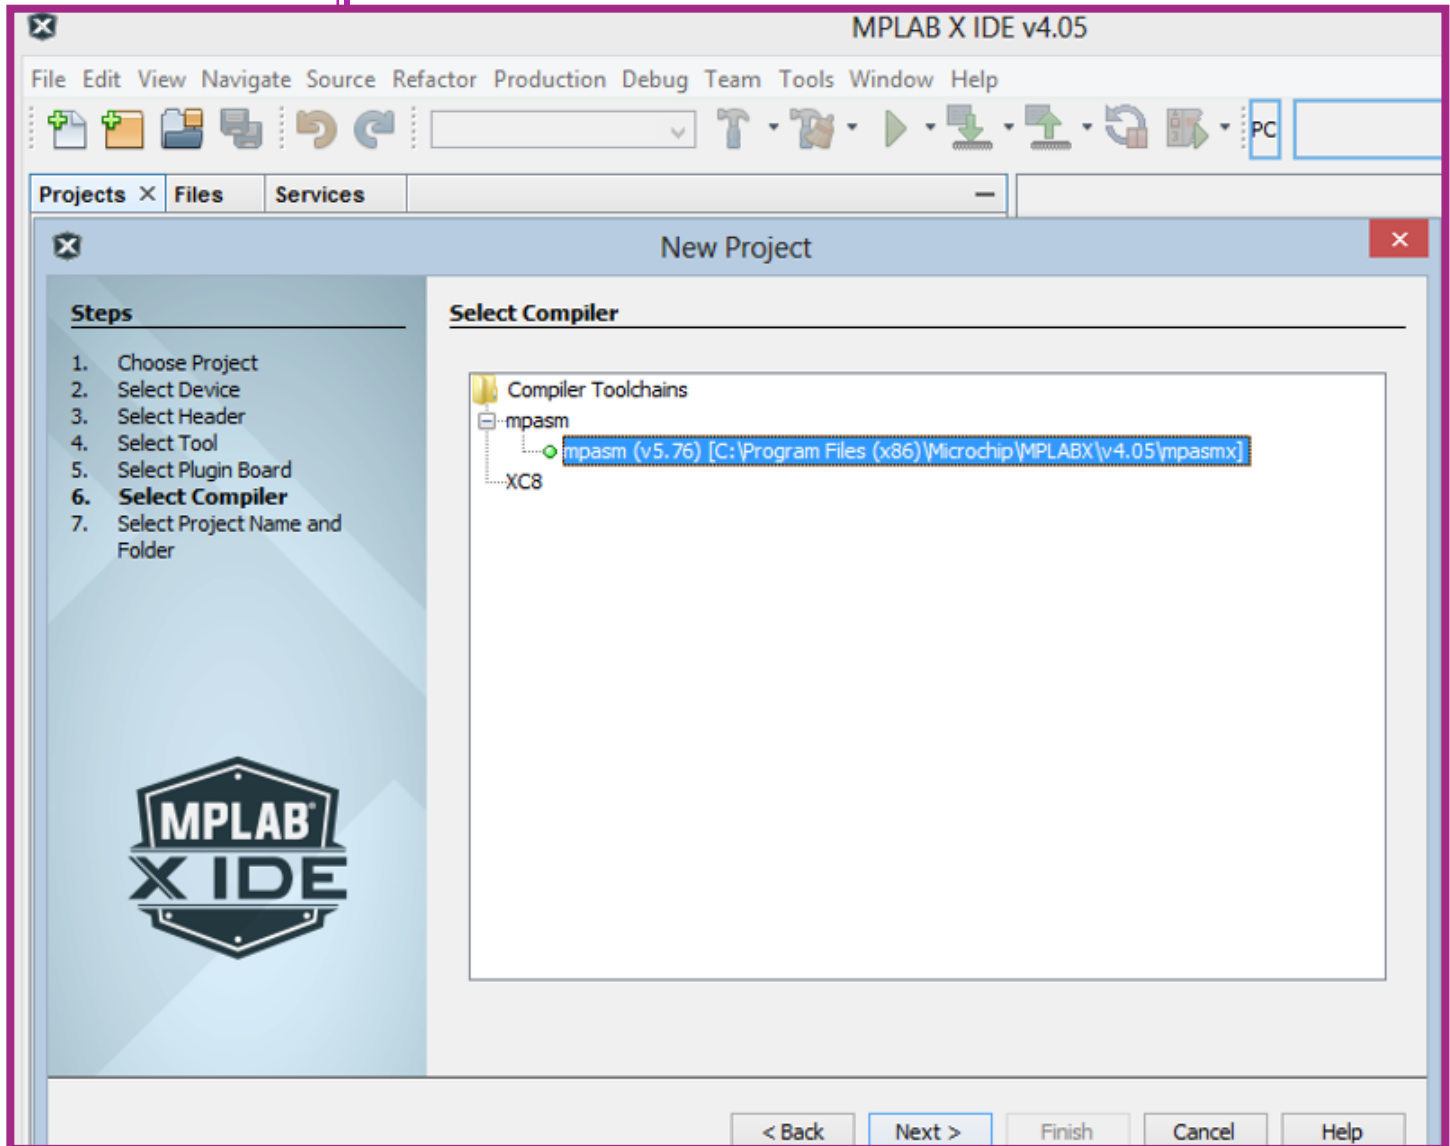 MPLAB X IDE v4.05
File Edit View Navigate Source Refactor Production Debug Team Tools Window Help
PC
Projects Files Services
New Project
Steps
1. Choose Project
2. Select Device
3. Select Header
4. Select Tool
5. Select Plugin Board
6. Select Compiler
7. Select Project Name and
Folder
MPLAB®
X IDE
Select Compiler
Compiler Toolchains
mpasm
mpasm (v5.76) [C:\Program Files (x86)\Microchip\MPLABX\v4.05\mpasmx]
XC8
< Back Next > Finish Cancel Help